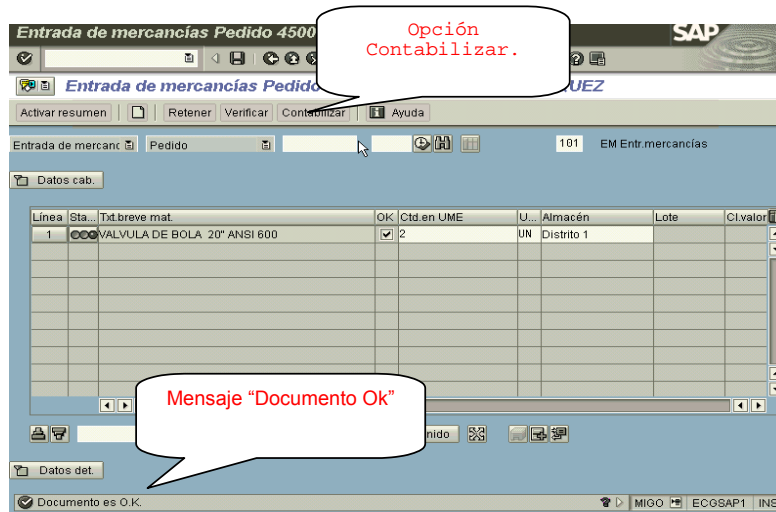 Entrada de mercancías Pedido 4500
SAP
Opción
Contabilizar.
Entrada de mercancías Pedido
UEZ
Activar resumen Retener Verificar Contabilizar Ayuda
Entrada de mercanc Pedido 101 EM Entr.mercancías
Datos cab.
Línea Sta... Txt.breve mat. OK Ctd.en UME U... Almacén Lote Cl.valor
1 VALVULA DE BOLA 20" ANSI 600 2 UN Distrito 1
Mensaje “Documento Ok”
nido
Datos det.
Documento es O.K. MIGO ECGSAP1 INS